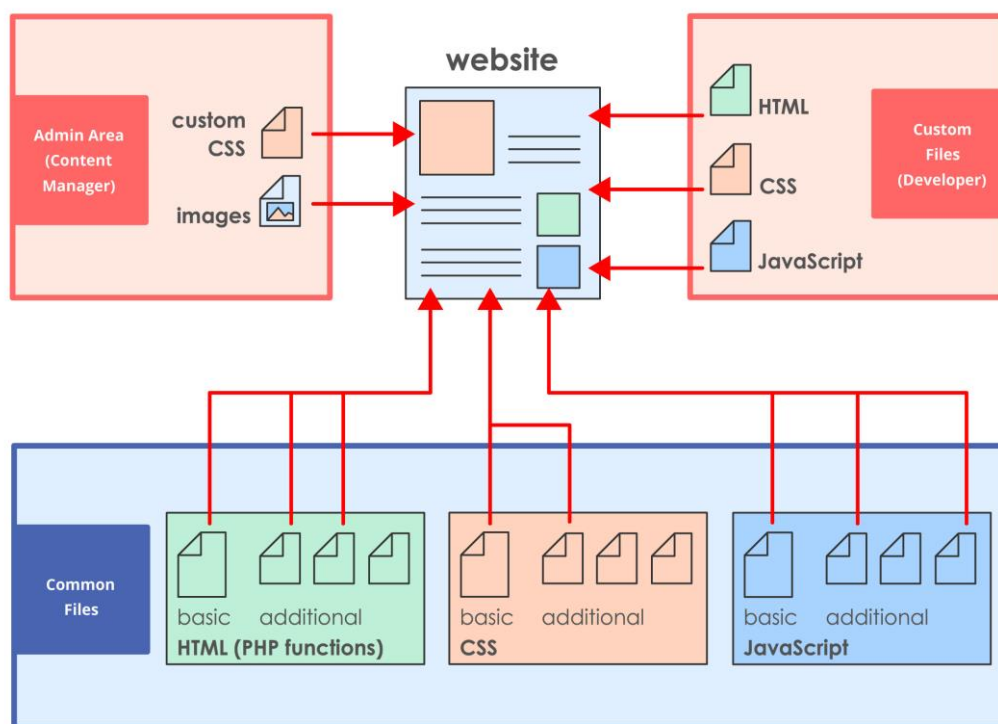 website
Admin Area
(Content
Manager)
custom
CSS
images
HTML
CSS
JavaScript
Custom
Files
(Developer)
Common
Files
basic
additional
HTML (PHP functions)
basic
additional
CSS
basic
additional
JavaScript